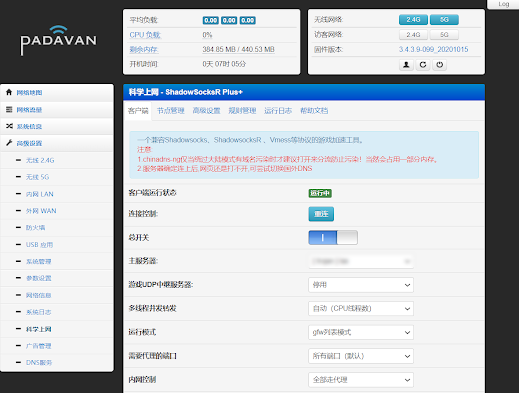 Log
PADAVAN
平均负载: 0.00 0.00 0.00
CPU 负载: 0%
剩余内存: 384.85 MB / 440.53 MB
开机时间: 0天 07时 05分
无线网络: 2.4G 5G
访客网络: 2.4G 5G
固件版本: 3.4.3.9-099_20201015
网络地图
网络流量
系统信息
高级设置
无线 2.4G
无线 5G
内网 LAN
外网 WAN
防火墙
USB 应用
系统管理
参数设置
网络信息
系统日志
科学上网
广告管理
DNS服务
科学上网 - ShadowSocksR Plus+
客户端 节点管理 高级设置 规则管理 运行日志 帮助文档
一个兼容Shadowsocks、ShadowsocksR 、Vmess等协议的游戏加速工具。
注意
1.chinadns.ng仅当绕过大陆模式有域名污染时才建议打开来分流防止污染！当然会占用一部分内存。
2.服务器确定连上后,网页还是打不开,可尝试切换国外DNS
客户端运行状态 运行中
连接控制: 重连
总开关
主服务器:
游戏UDP中继服务器: 停用
多线程并发转发 自动（CPU线程数）
运行模式 gfw列表模式
需要代理的端口 所有端口（默认）
内网控制 全部走代理